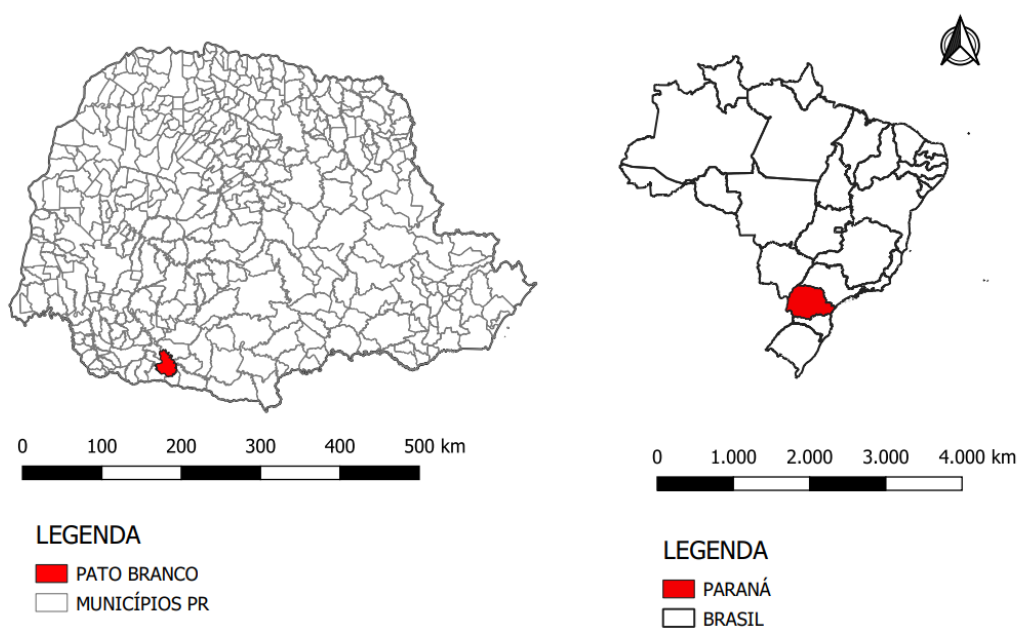 0 100 200 300 400 500 km
LEGENDA
PATO BRANCO
MUNICÍPIOS PR
0 1.000 2.000 3.000 4.000 km
LEGENDA
PARANÁ
BRASIL